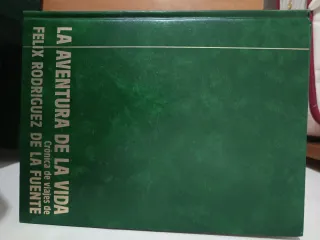 LA AVENTURA DE LA VIDA
Crónica de viajes de
FELIX RODRIGUEZ DE LA FUENTE